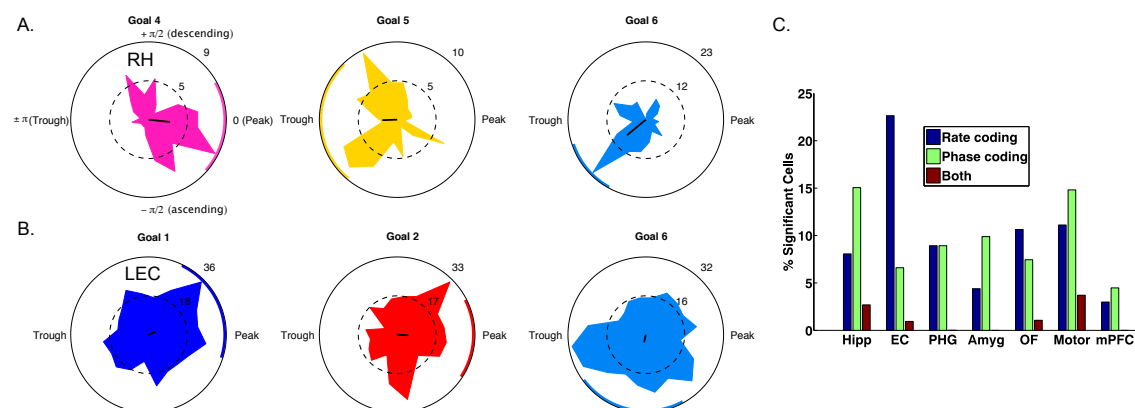 A.
Goal 4
+ π/2 (descending)
9
RH
5
± π (Trough)
0 (Peak)
− π/2 (ascending)
Goal 5
10
5
Trough
Peak
Goal 6
23
12
Trough
Peak
B.
Goal 1
36
LEC
18
Trough
Peak
Goal 2
33
17
Trough
Peak
Goal 6
32
16
Trough
Peak
C.
% Significant Cells
25
20
15
10
5
0
Rate coding
Phase coding
Both
Hipp EC PHG Amyg OF Motor mPFC